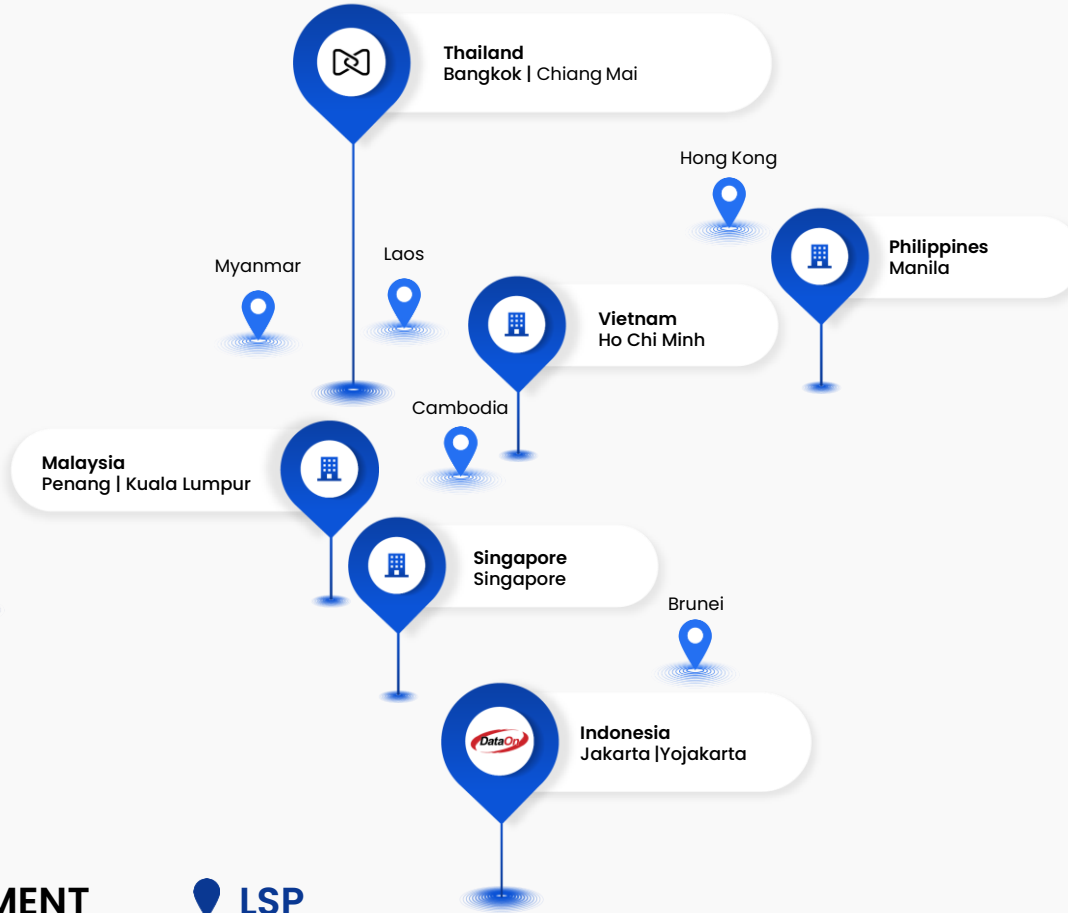 Thailand
Bangkok | Chiang Mai
Hong Kong
Philippines
Manila
Laos
Myanmar
Vietnam
Ho Chi Minh
Cambodia
Malaysia
Penang | Kuala Lumpur
Singapore
Singapore
Brunei
DataOn
Indonesia
Jakarta |Yojakarta
MENT
LSP